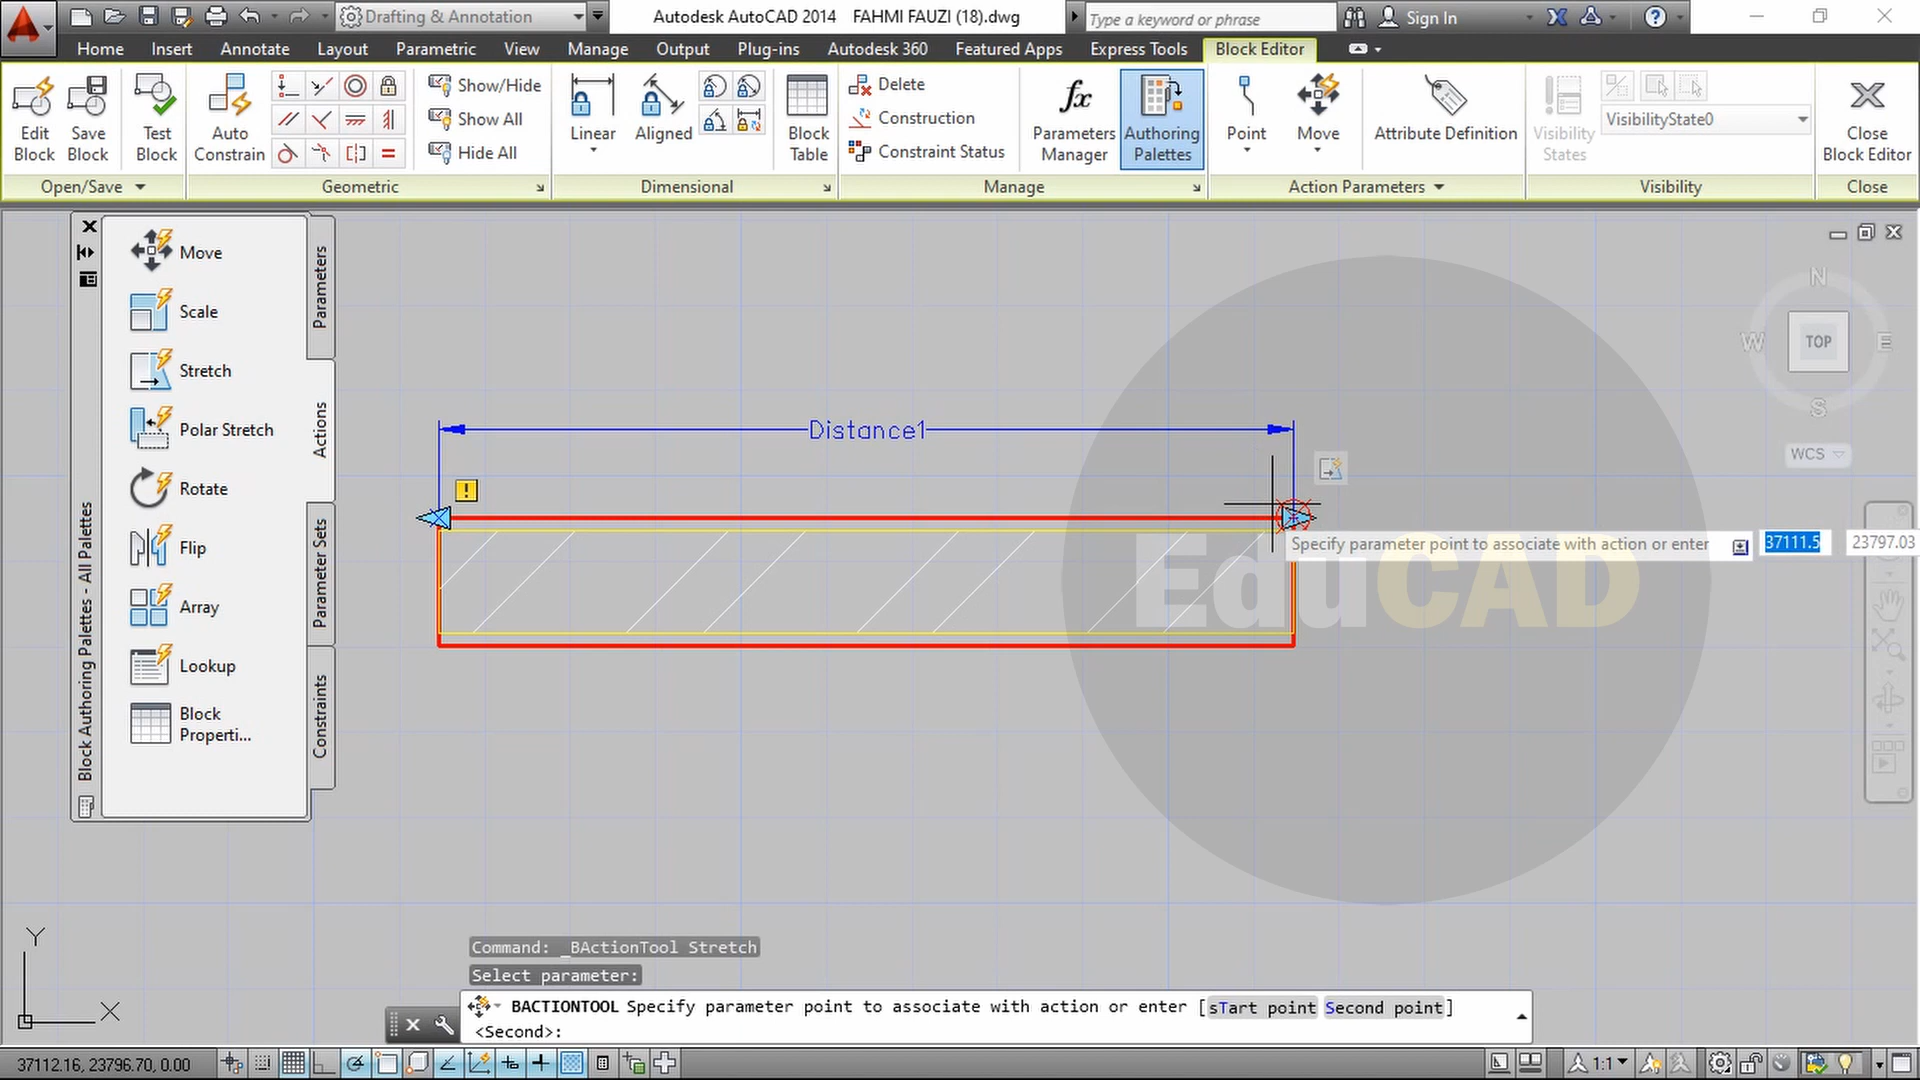 Drafting & Annotation
Autodesk AutoCAD 2014 FAHMI FAUZI (18).dwg
Type a keyword or phrase
Sign In
Home Insert Annotate Layout Parametric View Manage Output Plug-ins Autodesk 360 Featured Apps Express Tools Block Editor
Edit Block
Save Block
Test Block
Auto Constrain
Show/Hide
Show All
Hide All
Linear
Aligned
Block Table
Delete
Construction
Constraint Status
fx
Parameters Manager
Authoring Palettes
Point
Move
Attribute Definition
Visibility States
VisibilityState0
Close Block Editor
Open/Save
Geometric
Dimensional
Manage
Action Parameters
Visibility
Close
Move
Scale
Stretch
Polar Stretch
Rotate
Flip
Array
Lookup
Block
Properti...
Parameters
Actions
Parameter Sets
Constraints
Block Authoring Palettes - All Palettes
N
W
TOP
E
S
WCS
Distance1
!
Specify parameter point to associate with action or enter
37111.5
23797.03
EduCAD
Y
X
Command: _BActionTool Stretch
Select parameter:
BACTIONTOOL Specify parameter point to associate with action or enter [sTart point Second point]
<Second>:
37112.16, 23796.70, 0.00
1:1